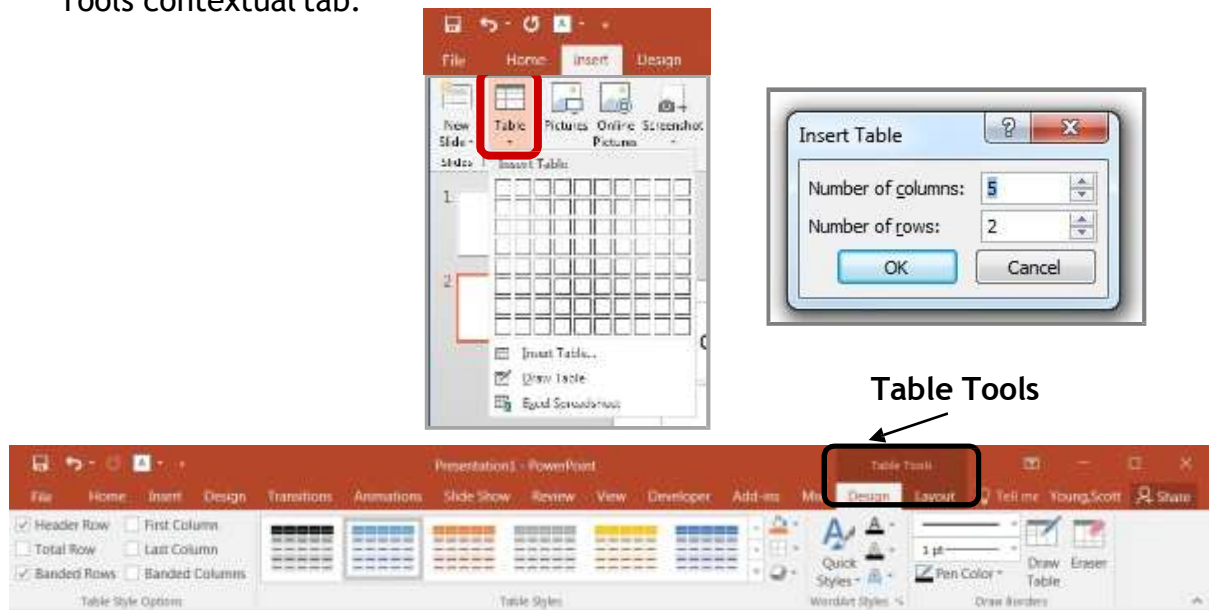 Tools contextual tab.
File Home Insert Design
New Slide
Table
Pictures
Online Pictures
Screenshot
Slides
Insert Table
1
2
Insert Table...
Draw Table
Excel Spreadsheet
Insert Table
Number of columns: 5
Number of rows: 2
OK Cancel
Table Tools
Presentation1 - PowerPoint
Table Tools
File Home Insert Design Transitions Animations Slide Show Review View Developer Add-ins Design Layout Tell me Young,Scott Share
Header Row First Column
Total Row Last Column
Banded Rows Banded Columns
Table Style Options
Table Styles
Quick Styles
WordArt Styles
1 pt
Pen Color
Draw Table
Eraser
Draw Borders